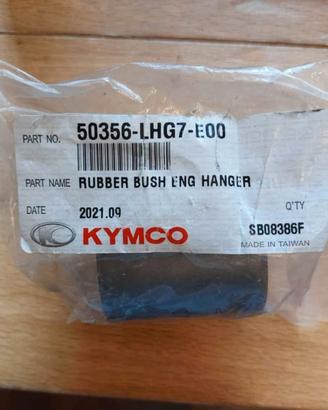 PART NO. 50356-LHG7-E00
PART NAME RUBBER BUSH ENG HANGER
DATE 2021.09 Q'TY
KYMCO SB08386F
MADE IN TAIWAN